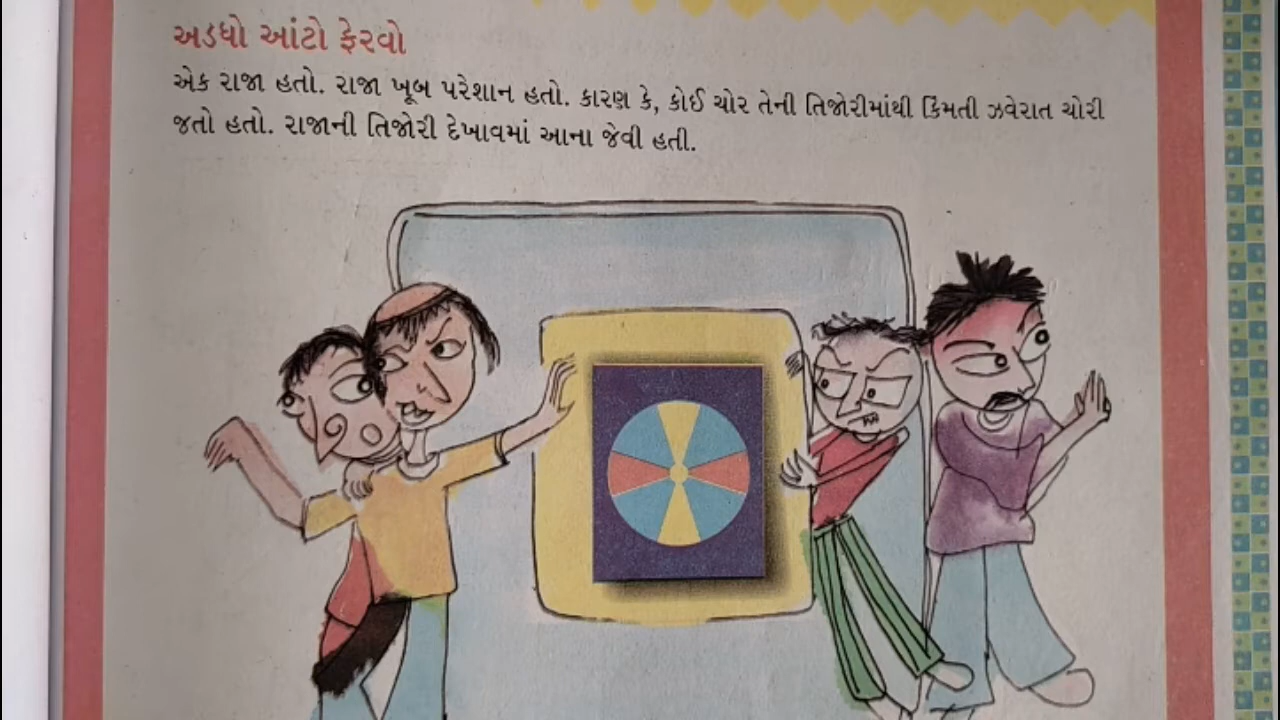 અડધો આંટો ફેરવો
એક રાજા હતો. રાજા ખૂબ પરેશાન હતો. કારણ કે, કોઈ ચોર તેની તિજોરીમાંથી કિંમતી ઝવેરાત ચોરી
જતો હતો. રાજાની તિજોરી દેખાવમાં આના જેવી હતી.